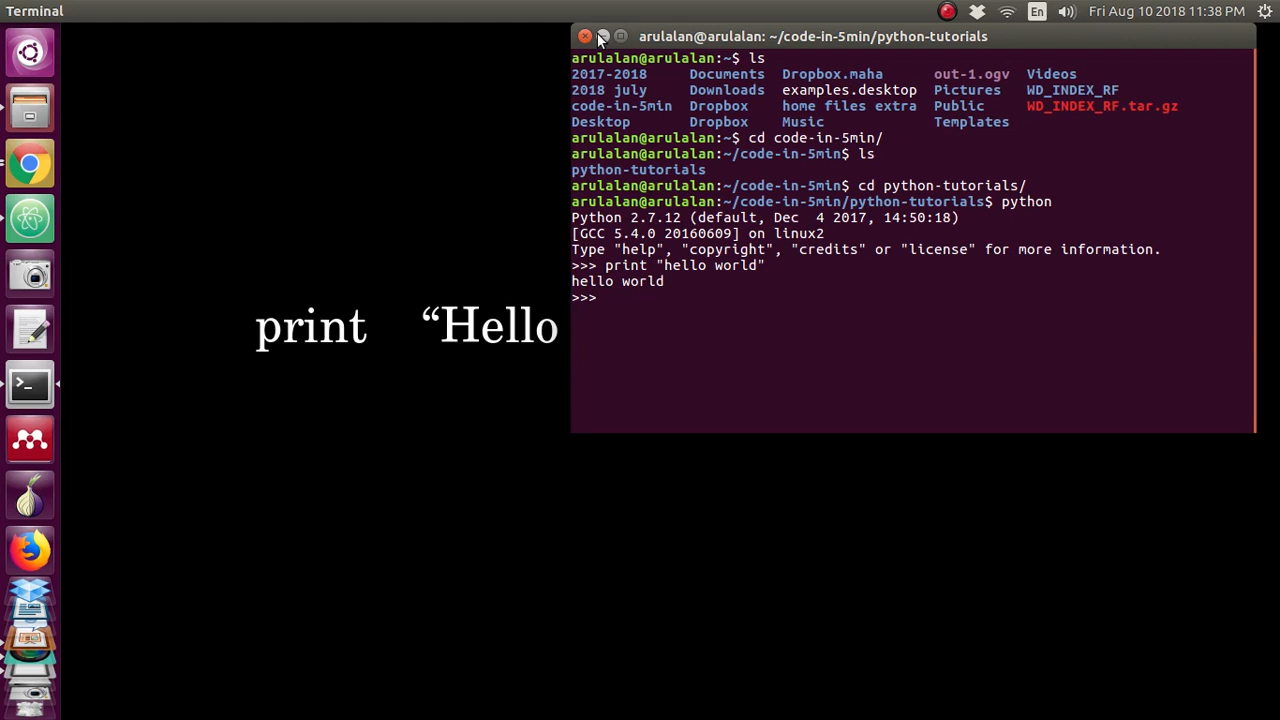 Terminal
En
Fri Aug 10 2018 11:38 PM
arulalan@arulalan: ~/code-in-5min/python-tutorials
arulalan@arulalan:~$ ls
2017-2018 Documents Dropbox.maha out-1.ogv Videos
2018 july Downloads examples.desktop Pictures WD_INDEX_RF
code-in-5min Dropbox home files extra Public WD_INDEX_RF.tar.gz
Desktop Dropbox Music Templates
arulalan@arulalan:~$ cd code-in-5min/
arulalan@arulalan:~/code-in-5min$ ls
python-tutorials
arulalan@arulalan:~/code-in-5min$ cd python-tutorials/
arulalan@arulalan:~/code-in-5min/python-tutorials$ python
Python 2.7.12 (default, Dec  4 2017, 14:50:18)
[GCC 5.4.0 20160609] on linux2
Type "help", "copyright", "credits" or "license" for more information.
>>> print "hello world"
hello world
>>>
print “Hello